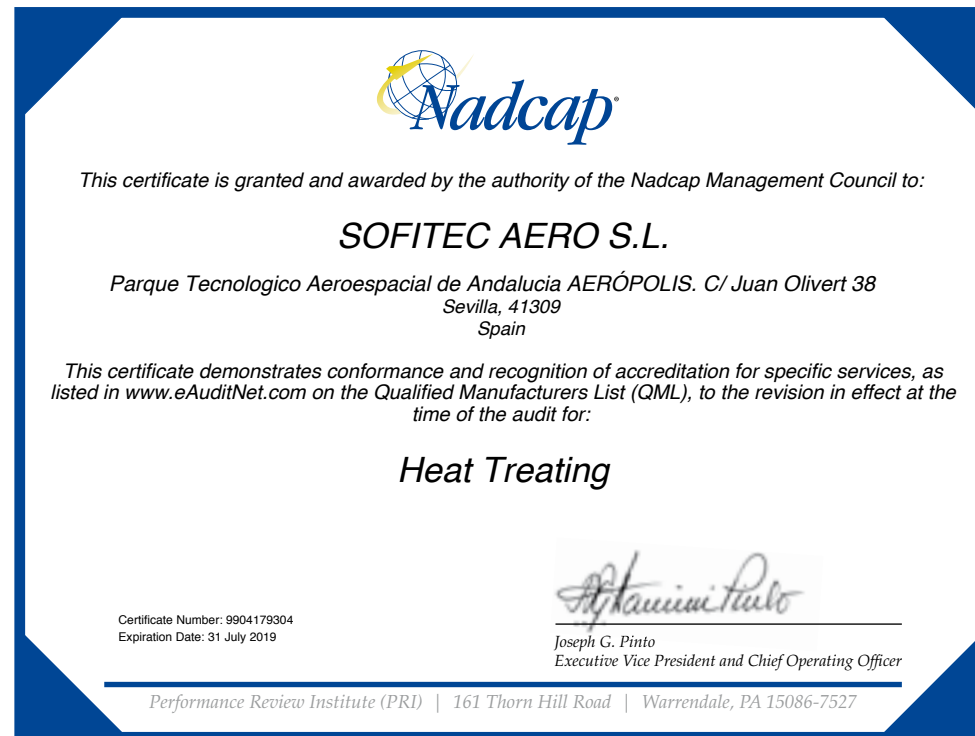 Nadcap®
This certificate is granted and awarded by the authority of the Nadcap Management Council to:
SOFITEC AERO S.L.
Parque Tecnologico Aeroespacial de Andalucia AERÓPOLIS. C/ Juan Olivert 38
Sevilla, 41309
Spain
This certificate demonstrates conformance and recognition of accreditation for specific services, as
listed in www.eAuditNet.com on the Qualified Manufacturers List (QML), to the revision in effect at the
time of the audit for:
Heat Treating
Certificate Number: 9904179304
Expiration Date: 31 July 2019
Joseph G. Pinto
Executive Vice President and Chief Operating Officer
Performance Review Institute (PRI) | 161 Thorn Hill Road | Warrendale, PA 15086-7527